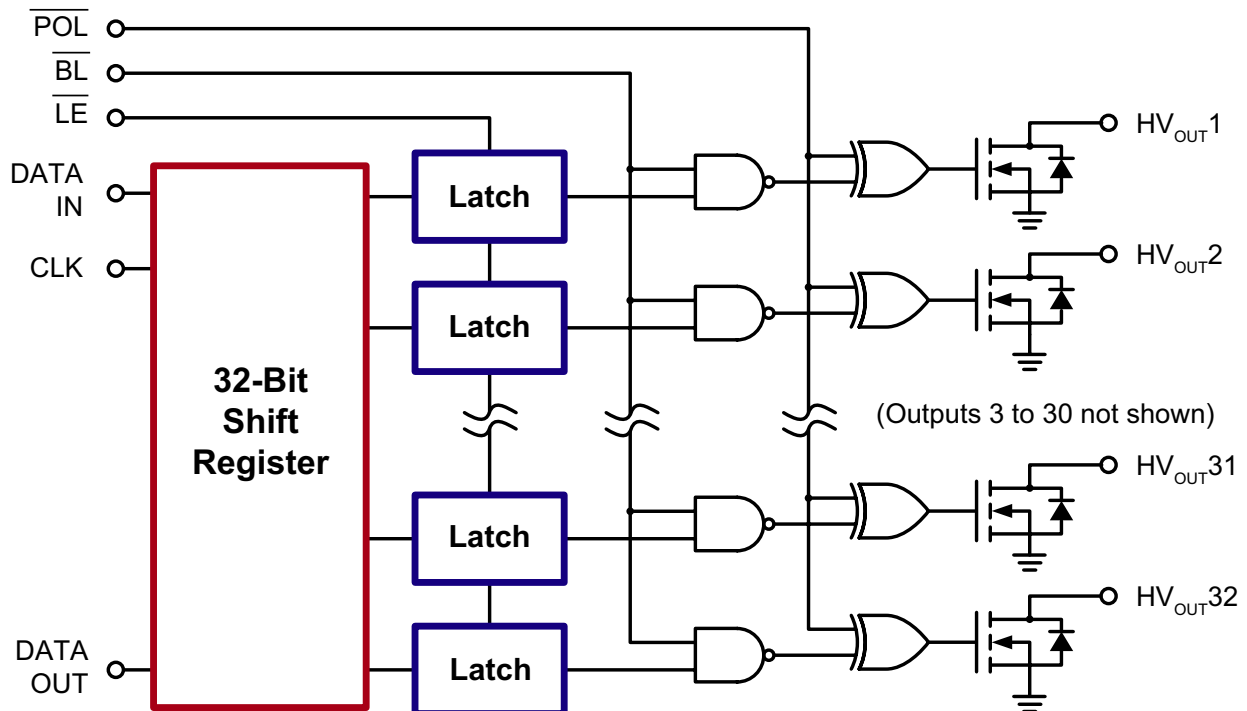 POL
BL
LE
DATA
IN
CLK
DATA
OUT
32-Bit
Shift
Register
Latch
Latch
Latch
Latch
HVOUT1
HVOUT2
(Outputs 3 to 30 not shown)
HVOUT31
HVOUT32